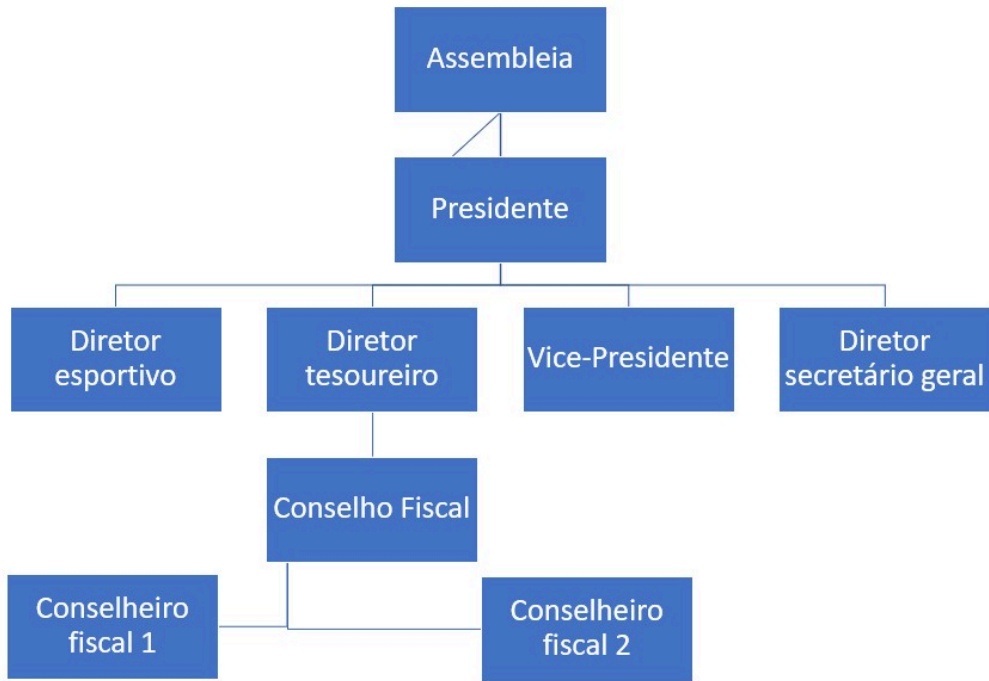 Assembleia
Presidente
Diretor
esportivo
Diretor
tesoureiro
Vice-Presidente
Diretor
secretário geral
Conselho Fiscal
Conselheiro
fiscal 1
Conselheiro
fiscal 2